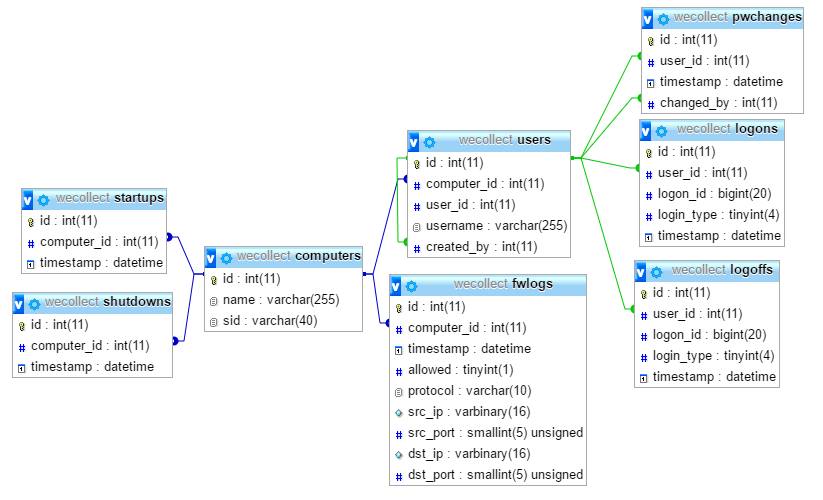 wecollect pwchanges
id : int(11)
user_id : int(11)
timestamp : datetime
changed_by : int(11)
wecollect logons
id : int(11)
user_id : int(11)
logon_id : bigint(20)
login_type : tinyint(4)
timestamp : datetime
wecollect users
id : int(11)
computer_id : int(11)
user_id : int(11)
username : varchar(255)
created_by : int(11)
wecollect startups
id : int(11)
computer_id : int(11)
timestamp : datetime
wecollect computers
id : int(11)
name : varchar(255)
sid : varchar(40)
wecollect logoffs
id : int(11)
user_id : int(11)
logon_id : bigint(20)
login_type : tinyint(4)
timestamp : datetime
wecollect fwlogs
id : int(11)
computer_id : int(11)
timestamp : datetime
allowed : tinyint(1)
protocol : varchar(10)
src_ip : varbinary(16)
src_port : smallint(5) unsigned
dst_ip : varbinary(16)
dst_port : smallint(5) unsigned
wecollect shutdowns
id : int(11)
computer_id : int(11)
timestamp : datetime